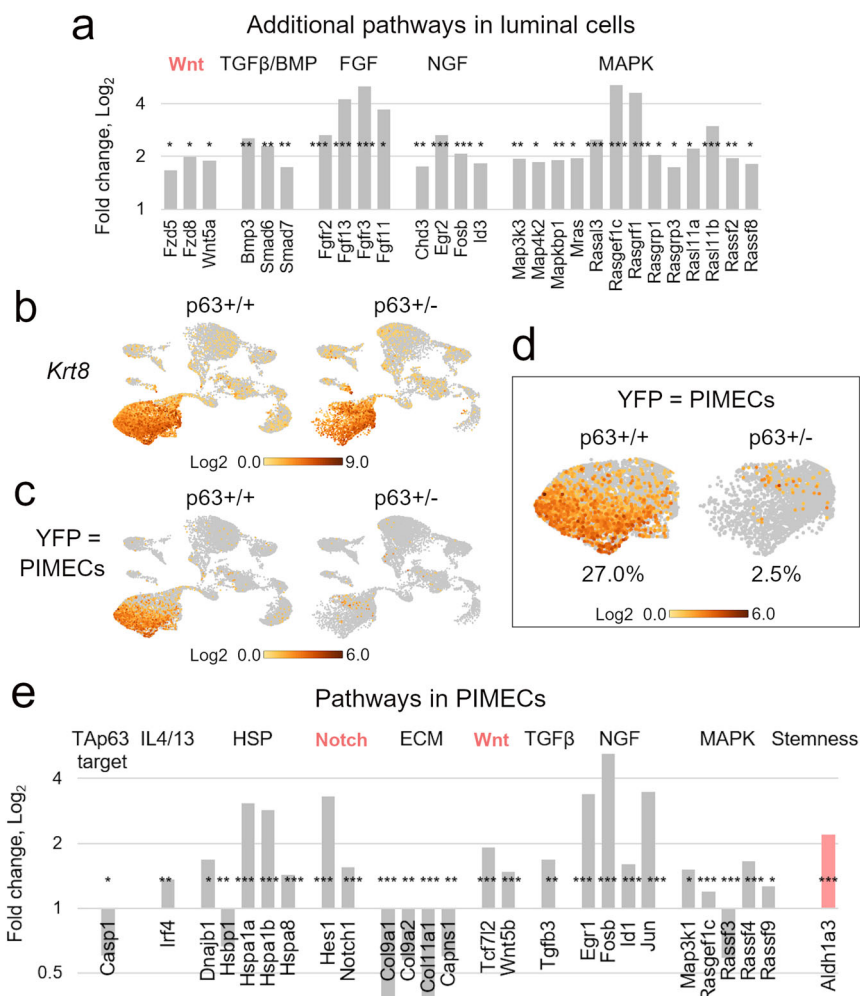 a
Additional pathways in luminal cells
Wnt TGFβ/BMP FGF NGF MAPK
Fold change, Log2
4
2
1
* * * ** ** ** *** *** *** * ** *** ** * * * ** * *** *** *** * * * *** ** *
Fzd5 Fzd8 Wnt5a Bmp3 Smad6 Smad7 Fgfr2 Fgf13 Fgfr3 Fgf11 Chd3 Egr2 Fosb Id3 Map3k3 Map4k2 Mapkbp1 Mras Rasal3 Rasgef1c Rasgrf1 Rasgrp1 Rasgrp3 Rasl11a Rasl11b Rassf2 Rassf8
b
p63+/+ p63+/-
Krt8
Log2 0.0 9.0
c
p63+/+ p63+/-
YFP =
PIMECs
Log2 0.0 6.0
d
YFP = PIMECs
p63+/+ p63+/-
27.0% 2.5%
Log2 0.0 6.0
e
Pathways in PIMECs
TAp63
target
IL4/13 HSP Notch ECM Wnt TGFβ NGF MAPK Stemness
Fold change, Log2
4
2
1
0.5
* ** * ** *** *** *** *** *** *** ** *** ** *** *** ** *** *** *** *** * *** ** *** * ***
Casp1 Irf4 Dnajb1 Hsbp1 Hspa1a Hspa1b Hspa8 Hes1 Notch1 Col9a1 Col9a2 Col11a1 Capns1 Tcf7l2 Wnt5b Tgfb3 Egr1 Fosb Id1 Jun Map3k1 Rasgef1c Rassf3 Rassf4 Rassf9 Aldh1a3